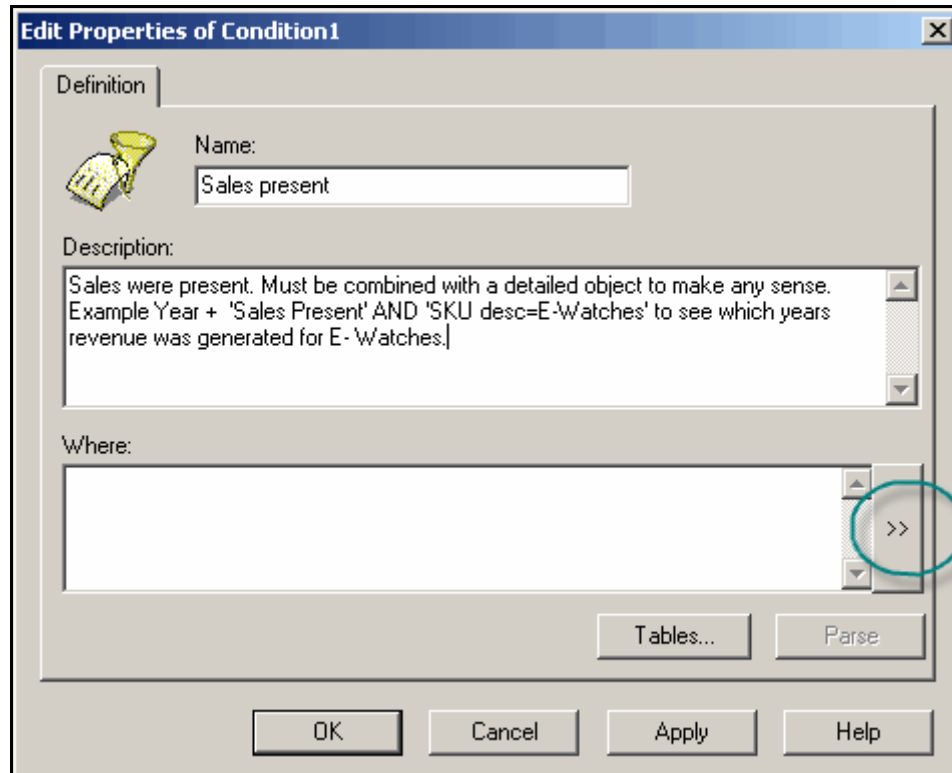 Edit Properties of Condition1
Definition
Name:
Sales present
Description:
Sales were present. Must be combined with a detailed object to make any sense.
Example Year +  'Sales Present' AND 'SKU desc=E-Watches' to see which years
revenue was generated for E- Watches.
Where:
>>
Tables...
Parse
OK
Cancel
Apply
Help